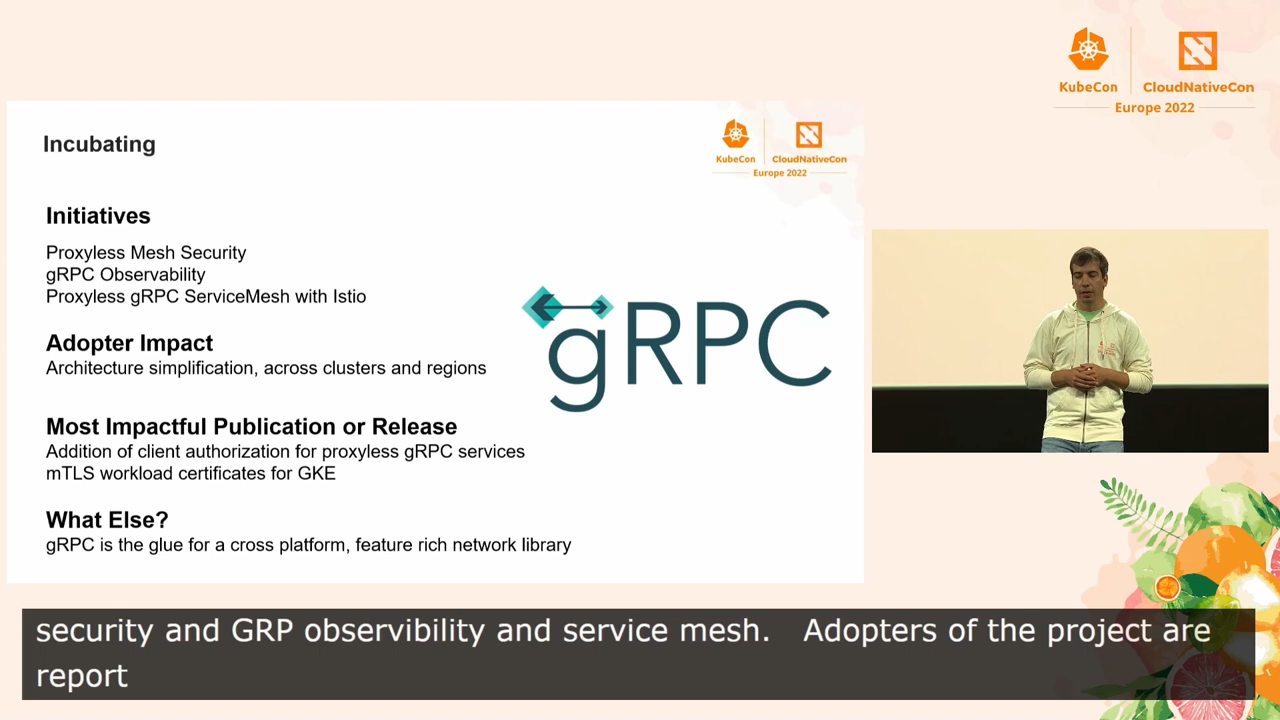 KubeCon
CloudNativeCon
Europe 2022
Incubating
KubeCon
CloudNativeCon
Europe 2022
Initiatives
Proxyless Mesh Security
gRPC Observability
Proxyless gRPC ServiceMesh with Istio
Adopter Impact
Architecture simplification, across clusters and regions
gRPC
Most Impactful Publication or Release
Addition of client authorization for proxyless gRPC services
mTLS workload certificates for GKE
What Else?
gRPC is the glue for a cross platform, feature rich network library
security and GRP observibility and service mesh. Adopters of the project are
report